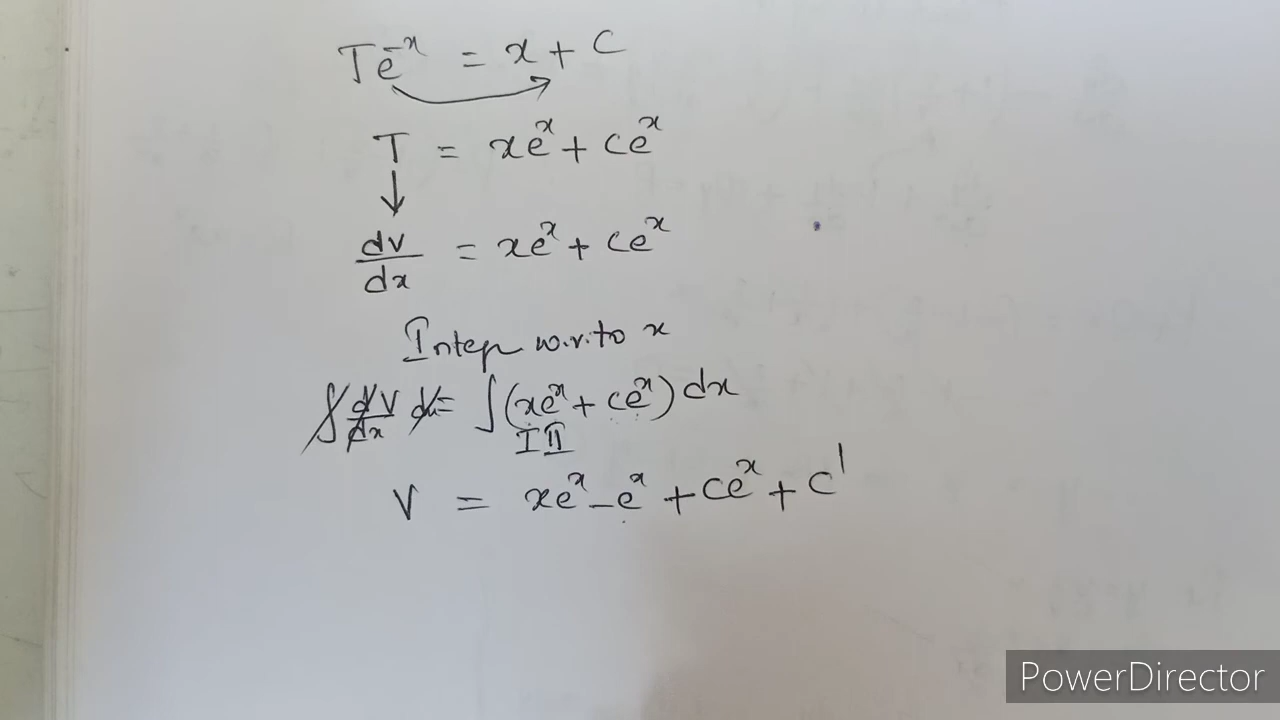 Te^-x = x + c
T = xe^x + ce^x
↓
dv/dx = xe^x + ce^x
Integ w.r.to x
∫ dv/dx dx = ∫(xe^x + ce^x) dx
I II
V = xe^x - e^x + ce^x + c'
PowerDirector